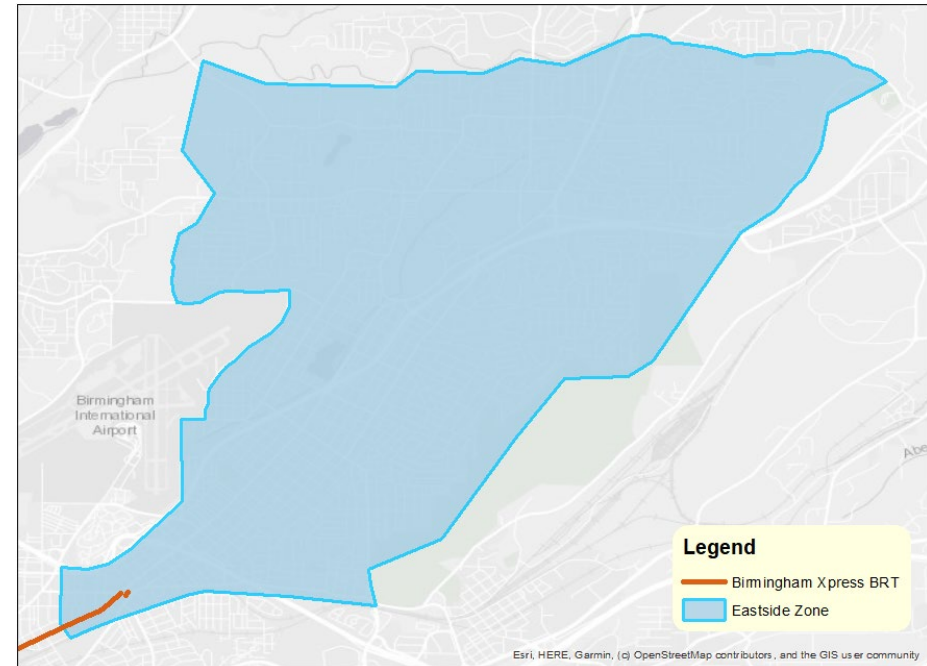 Birmingham
International
Airport
Legend
Birmingham Xpress BRT
Eastside Zone
Esri, HERE, Garmin, (c) OpenStreetMap contributors, and the GIS user community